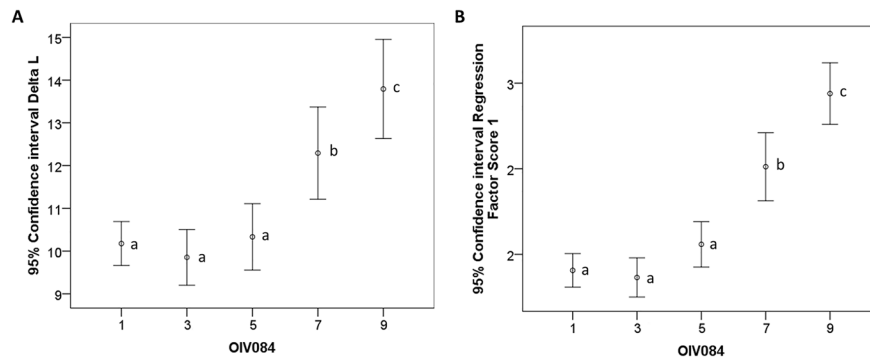 A
95% Confidence interval Delta L
15
14
13
12
11
10
9
a
a
a
b
c
1 3 5 7 9
OIV084
B
95% Confidence interval Regression
Factor Score 1
3
2
2
a
a
a
b
c
1 3 5 7 9
OIV084